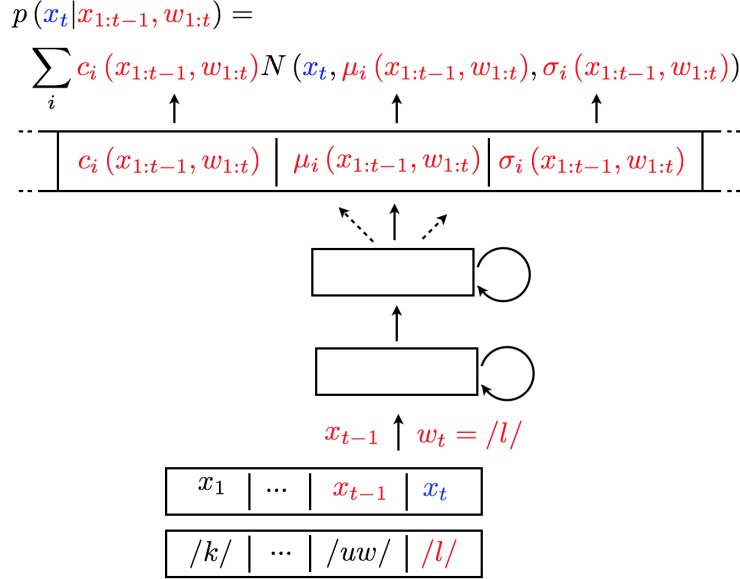 p (x_t|x_{1:t−1}, w_{1:t}) =
∑_i c_i (x_{1:t−1}, w_{1:t}) N (x_t, μ_i (x_{1:t−1}, w_{1:t}), σ_i (x_{1:t−1}, w_{1:t}))
c_i (x_{1:t−1}, w_{1:t}) | μ_i (x_{1:t−1}, w_{1:t}) | σ_i (x_{1:t−1}, w_{1:t})
x_{t−1} w_t = /l/
x_1 | ... | x_{t−1} | x_t
/k/ | ... | /uw/ | /l/